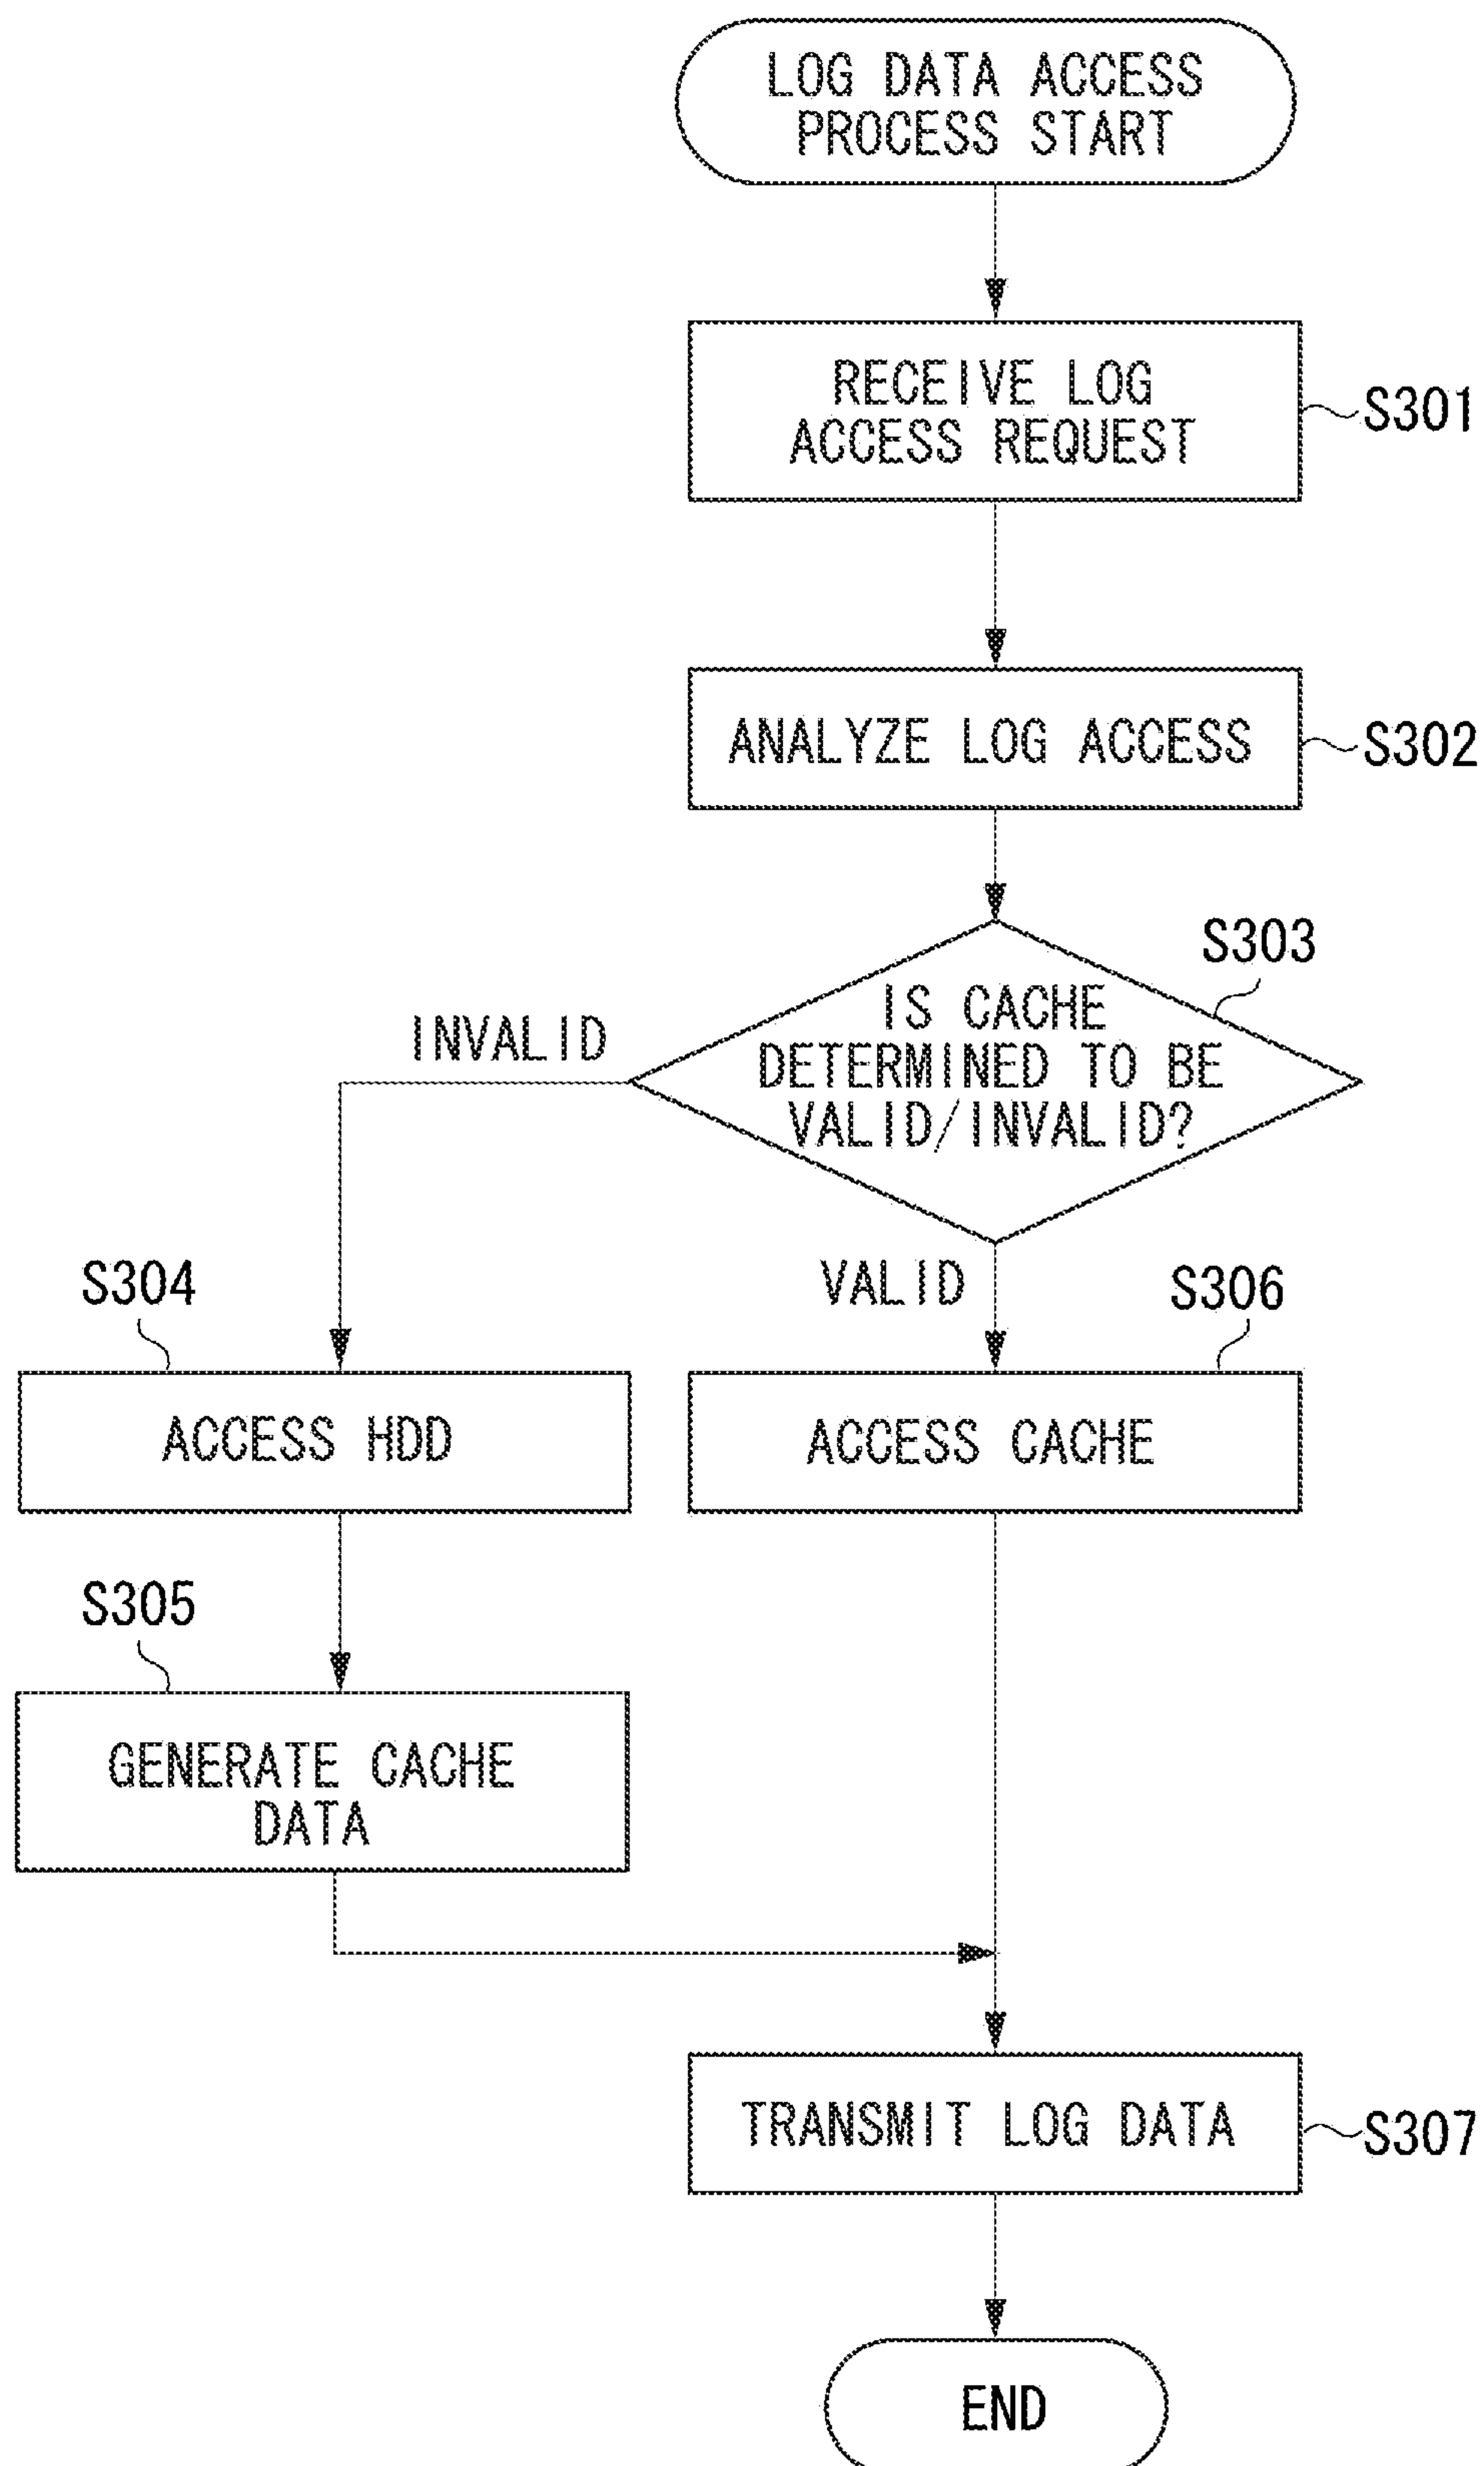 LOG DATA ACCESS
PROCESS START
RECEIVE LOG
ACCESS REQUEST
S301
ANALYZE LOG ACCESS
S302
S303
IS CACHE
DETERMINED TO BE
VALID/INVALID?
INVALID
VALID
S304
ACCESS HDD
S306
ACCESS CACHE
S305
GENERATE CACHE
DATA
TRANSMIT LOG DATA
S307
END